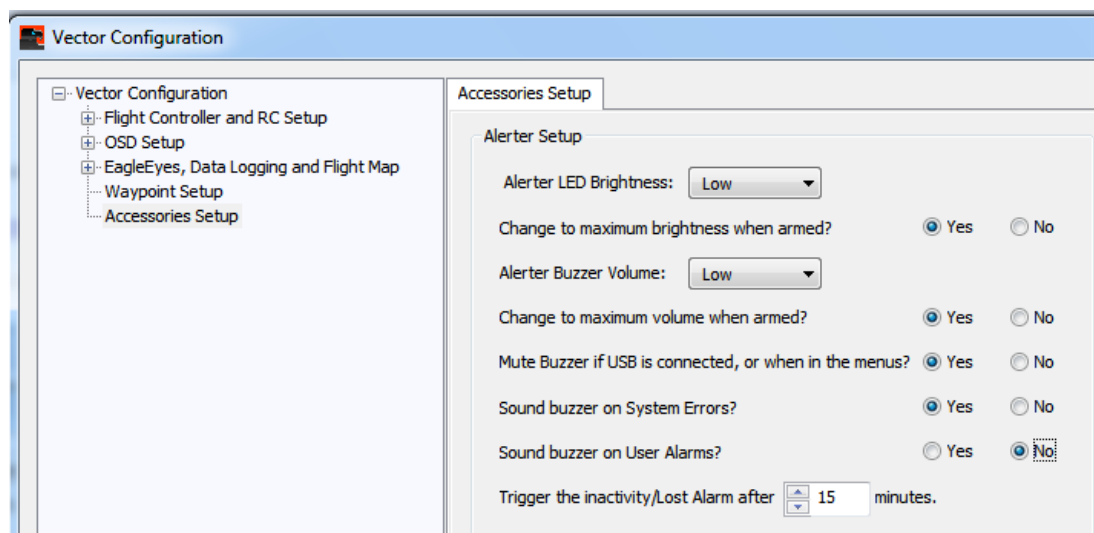 Vector Configuration
Vector Configuration
Flight Controller and RC Setup
OSD Setup
EagleEyes, Data Logging and Flight Map
Waypoint Setup
Accessories Setup
Accessories Setup
Alerter Setup
Alerter LED Brightness: Low
Change to maximum brightness when armed? Yes No
Alerter Buzzer Volume: Low
Change to maximum volume when armed? Yes No
Mute Buzzer if USB is connected, or when in the menus? Yes No
Sound buzzer on System Errors? Yes No
Sound buzzer on User Alarms? Yes No
Trigger the inactivity/Lost Alarm after 15 minutes.